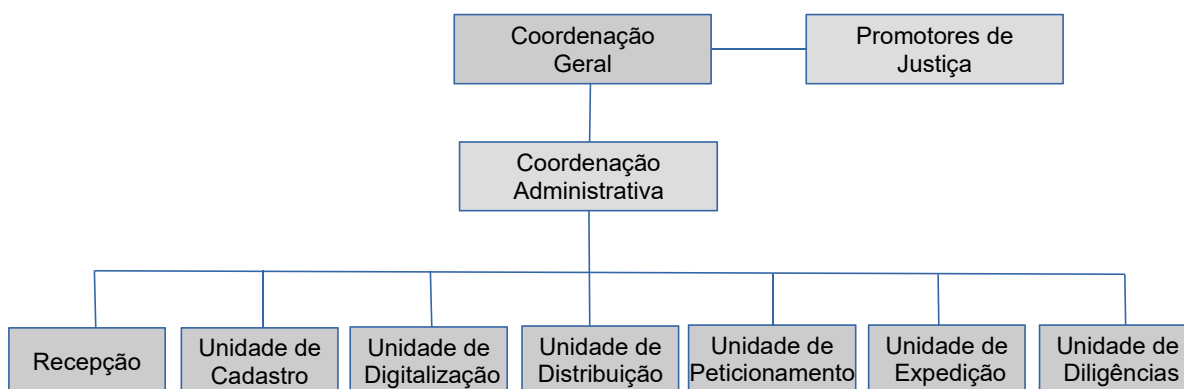 Coordenação
Geral
Promotores de
Justiça
Coordenação
Administrativa
Recepção
Unidade de
Cadastro
Unidade de
Digitalização
Unidade de
Distribuição
Unidade de
Peticionamento
Unidade de
Expedição
Unidade de
Diligências